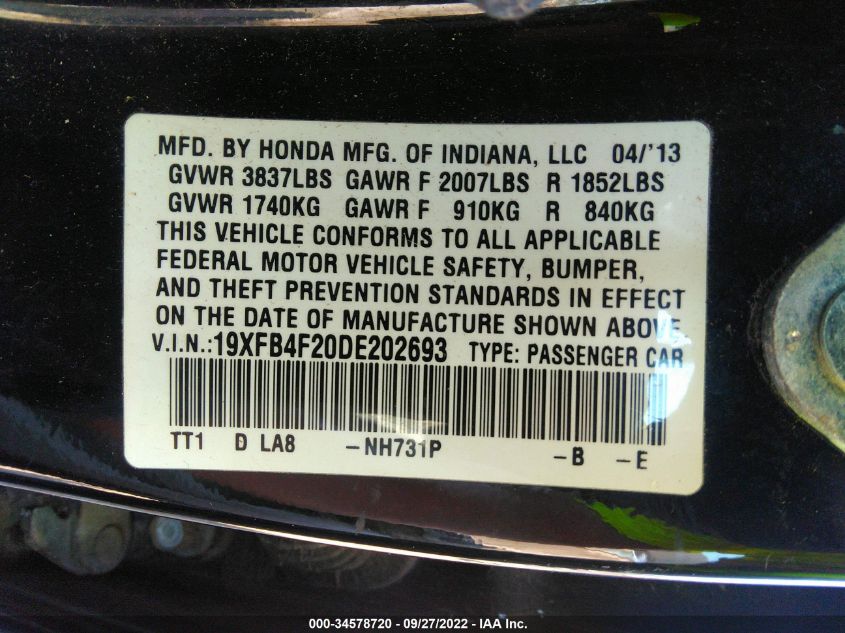 MFD. BY HONDA MFG. OF INDIANA, LLC 04/'13
GVWR 3837LBS GAWR F 2007LBS R 1852LBS
GVWR 1740KG GAWR F 910KG R 840KG
THIS VEHICLE CONFORMS TO ALL APPLICABLE
FEDERAL MOTOR VEHICLE SAFETY, BUMPER,
AND THEFT PREVENTION STANDARDS IN EFFECT
ON THE DATE OF MANUFACTURE SHOWN ABOVE.
V.I.N.:19XFB4F20DE202693 TYPE: PASSENGER CAR
TT1 D LA8 -NH731P -B -E
000-34578720 - 09/27/2022 - IAA Inc.